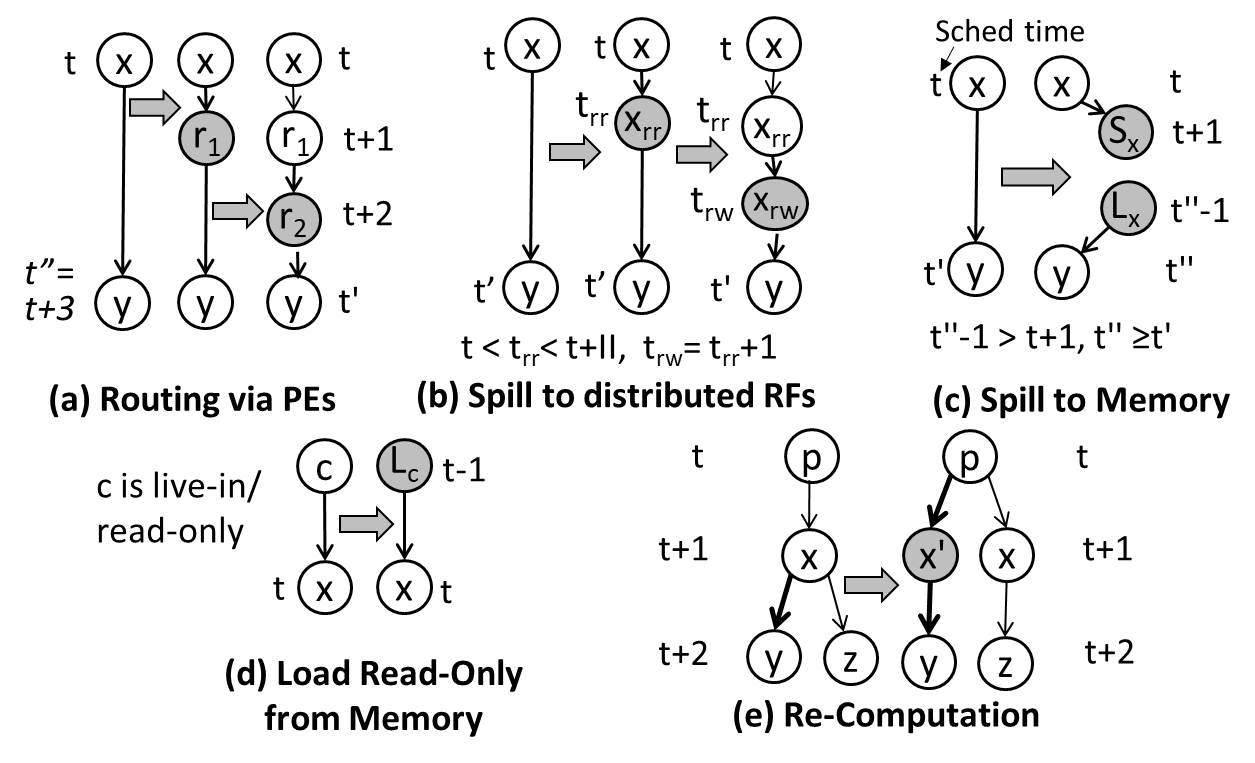 t x x x t
r1 r1 t+1
r2 t+2
t"=
t+3 y y y t'
(a) Routing via PEs
t x t x t x
trr xrr trr xrr
trw xrw
t' y t' y t' y
t < trr< t+II, trw= trr+1
(b) Spill to distributed RFs
Sched time
t x x t
Sx t+1
Lx t"-1
t' y y t"
t"-1 > t+1, t" ≥t'
(c) Spill to Memory
c is live-in/
read-only
c Lc t-1
t x x t
(d) Load Read-Only
from Memory
t p p t
t+1 x x' x t+1
t+2 y z y z t+2
(e) Re-Computation